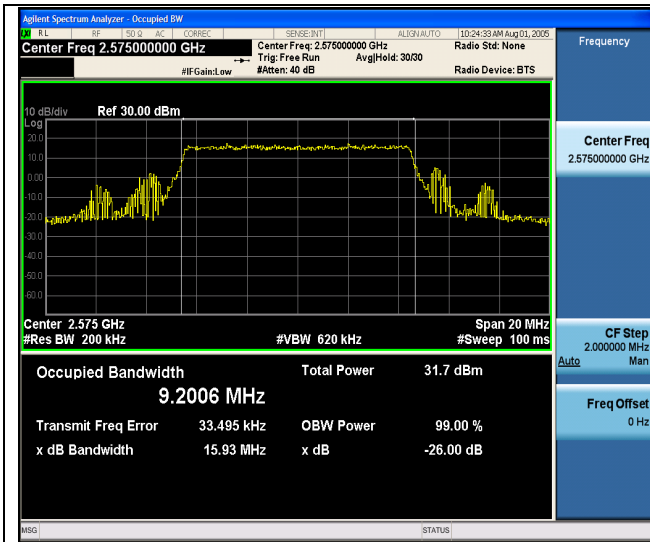 Agilent Spectrum Analyzer - Occupied BW
RL RF 50 Ω AC CORREC SENSE:INT ALIGN AUTO 10:24:33 AM Aug 01, 2005
Center Freq 2.575000000 GHz
Center Freq: 2.575000000 GHz
Radio Std: None
Trig: Free Run Avg|Hold: 30/30
#IFGain:Low
#Atten: 40 dB
Radio Device: BTS
10 dB/div Ref 30.00 dBm
Log
20.0
10.0
0.00
-10.0
-20.0
-30.0
-40.0
-50.0
-60.0
Center 2.575 GHz Span 20 MHz
#Res BW 200 kHz #VBW 620 kHz #Sweep 100 ms
Occupied Bandwidth Total Power 31.7 dBm
9.2006 MHz
Transmit Freq Error 33.495 kHz OBW Power 99.00 %
x dB Bandwidth 15.93 MHz x dB -26.00 dB
MSG STATUS
Frequency
Center Freq
2.575000000 GHz
CF Step
2.000000 MHz
Auto Man
Freq Offset
0 Hz